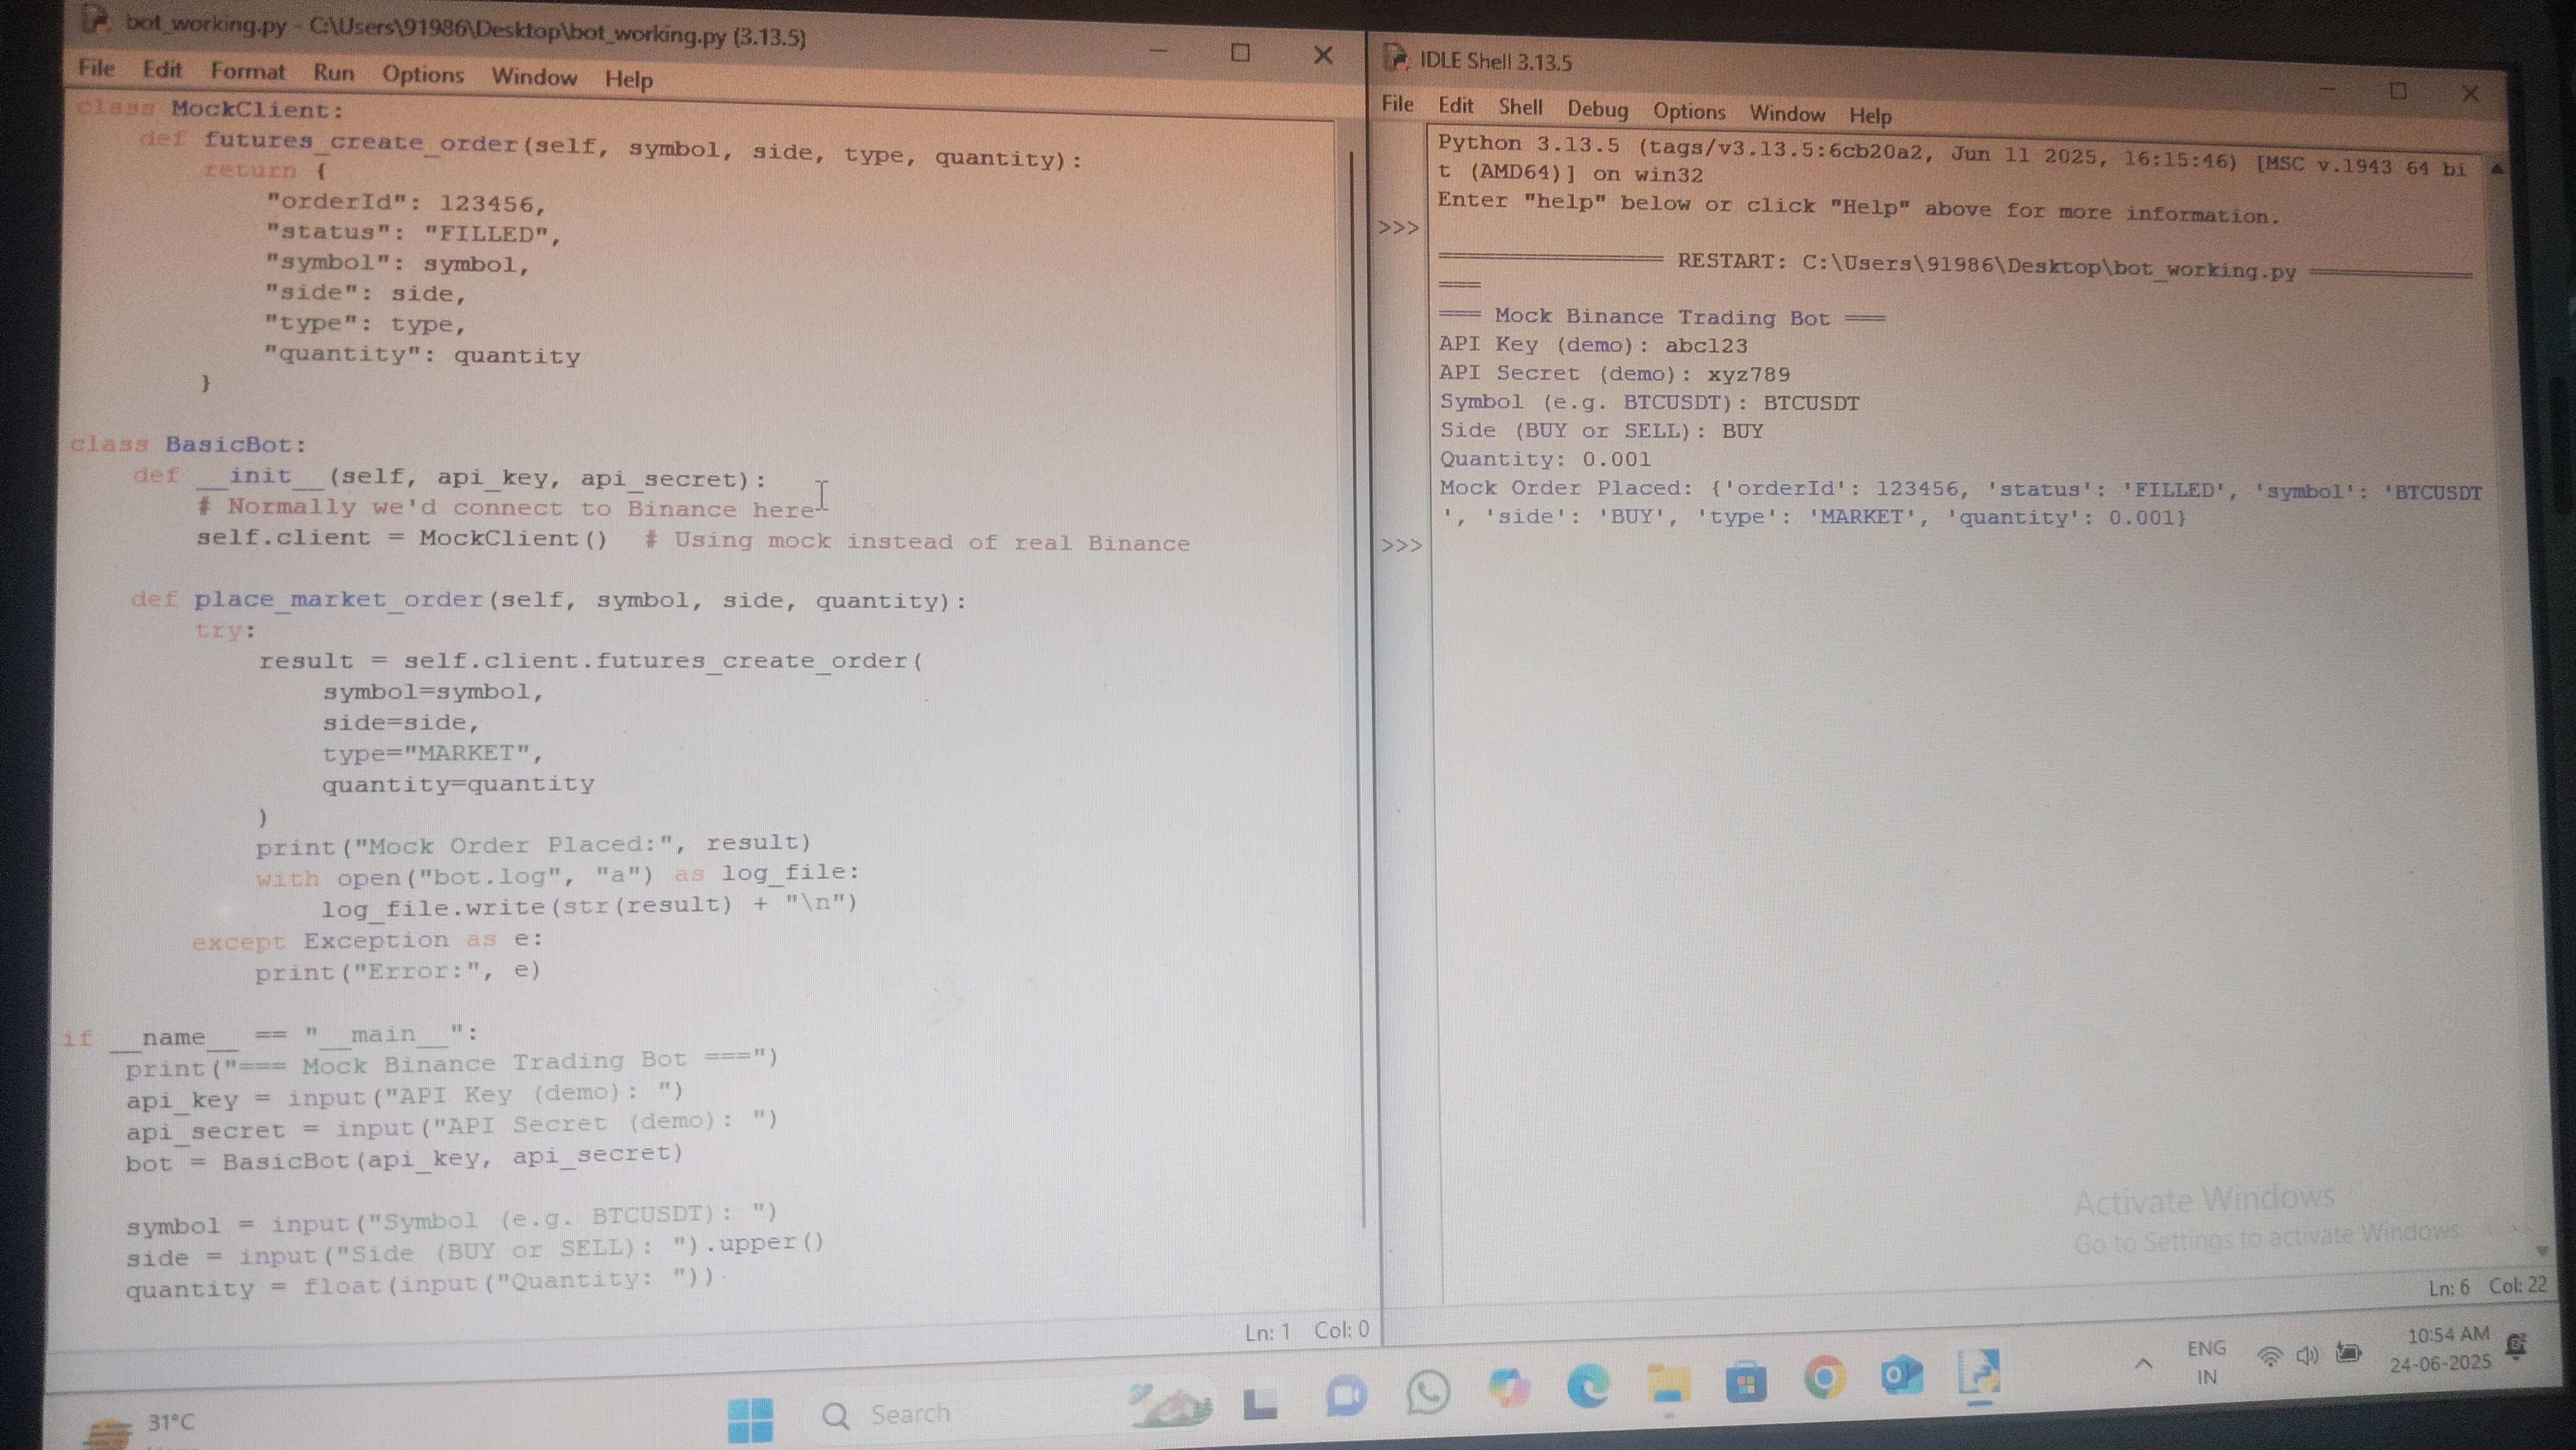 bot_working.py - C:\Users\91986\Desktop\bot_working.py (3.13.5)
File Edit Format Run Options Window Help
class MockClient:
    def futures_create_order(self, symbol, side, type, quantity):
        return {
            "orderId": 123456,
            "status": "FILLED",
            "symbol": symbol,
            "side": side,
            "type": type,
            "quantity": quantity
        }
class BasicBot:
    def __init__(self, api_key, api_secret):
        # Normally we'd connect to Binance here
        self.client = MockClient()  # Using mock instead of real Binance
    def place_market_order(self, symbol, side, quantity):
        try:
            result = self.client.futures_create_order(
                symbol=symbol,
                side=side,
                type="MARKET",
                quantity=quantity
            )
            print("Mock Order Placed:", result)
            with open("bot.log", "a") as log_file:
                log_file.write(str(result) + "\n")
        except Exception as e:
            print("Error:", e)
if __name__ == "__main__":
    print("=== Mock Binance Trading Bot ===")
    api_key = input("API Key (demo): ")
    api_secret = input("API Secret (demo): ")
    bot = BasicBot(api_key, api_secret)
    symbol = input("Symbol (e.g. BTCUSDT): ")
    side = input("Side (BUY or SELL): ").upper()
    quantity = float(input("Quantity: "))
Ln: 1 Col: 0
IDLE Shell 3.13.5
File Edit Shell Debug Options Window Help
Python 3.13.5 (tags/v3.13.5:6cb20a2, Jun 11 2025, 16:15:46) [MSC v.1943 64 bi
t (AMD64)] on win32
Enter "help" below or click "Help" above for more information.
>>>
================ RESTART: C:\Users\91986\Desktop\bot_working.py ============
===
=== Mock Binance Trading Bot ===
API Key (demo): abc123
API Secret (demo): xyz789
Symbol (e.g. BTCUSDT): BTCUSDT
Side (BUY or SELL): BUY
Quantity: 0.001
Mock Order Placed: {'orderId': 123456, 'status': 'FILLED', 'symbol': 'BTCUSDT
', 'side': 'BUY', 'type': 'MARKET', 'quantity': 0.001}
>>>
Activate Windows
Go to Settings to activate Windows.
Ln: 6 Col: 22
31°C
Search
ENG
IN
10:54 AM
24-06-2025